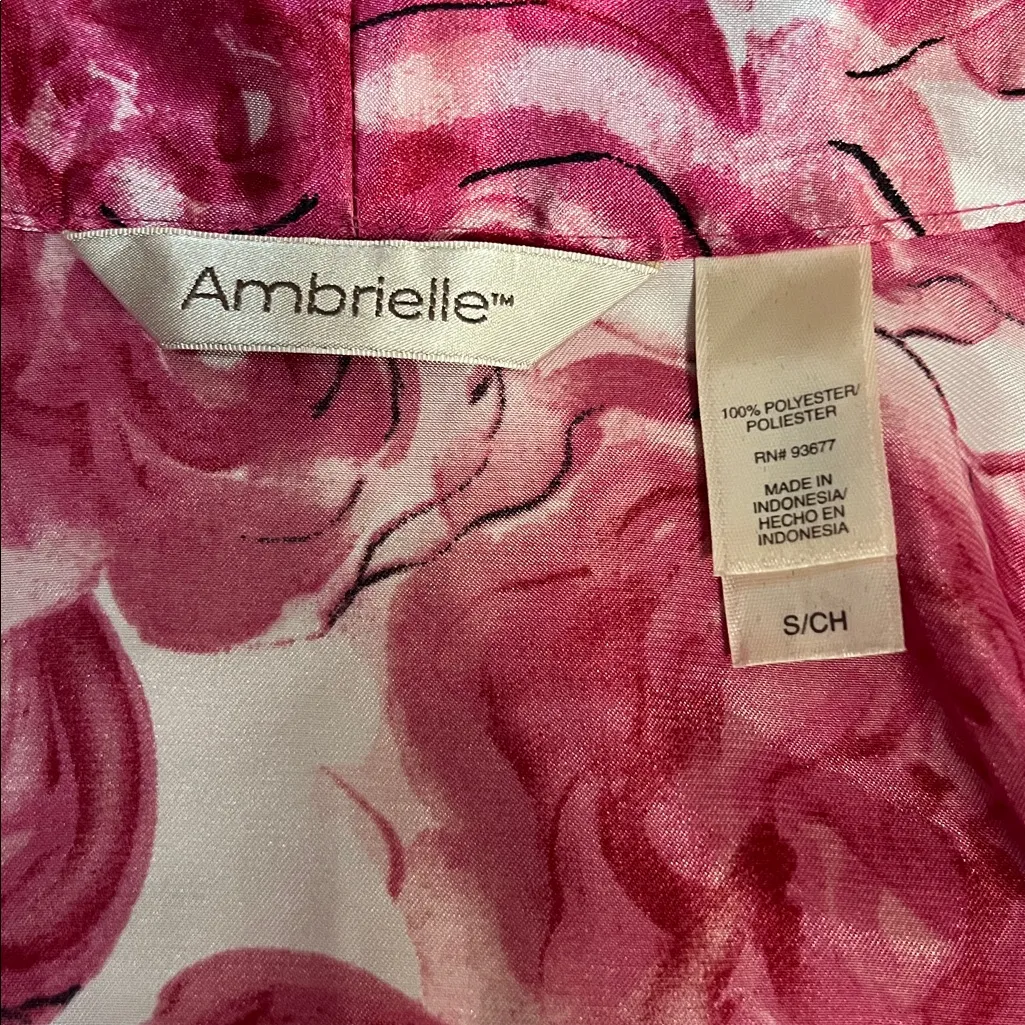 Ambrielle™
100% POLYESTER/
POLIESTER
RN# 93677
MADE IN
INDONESIA/
HECHO EN
INDONESIA
S/CH